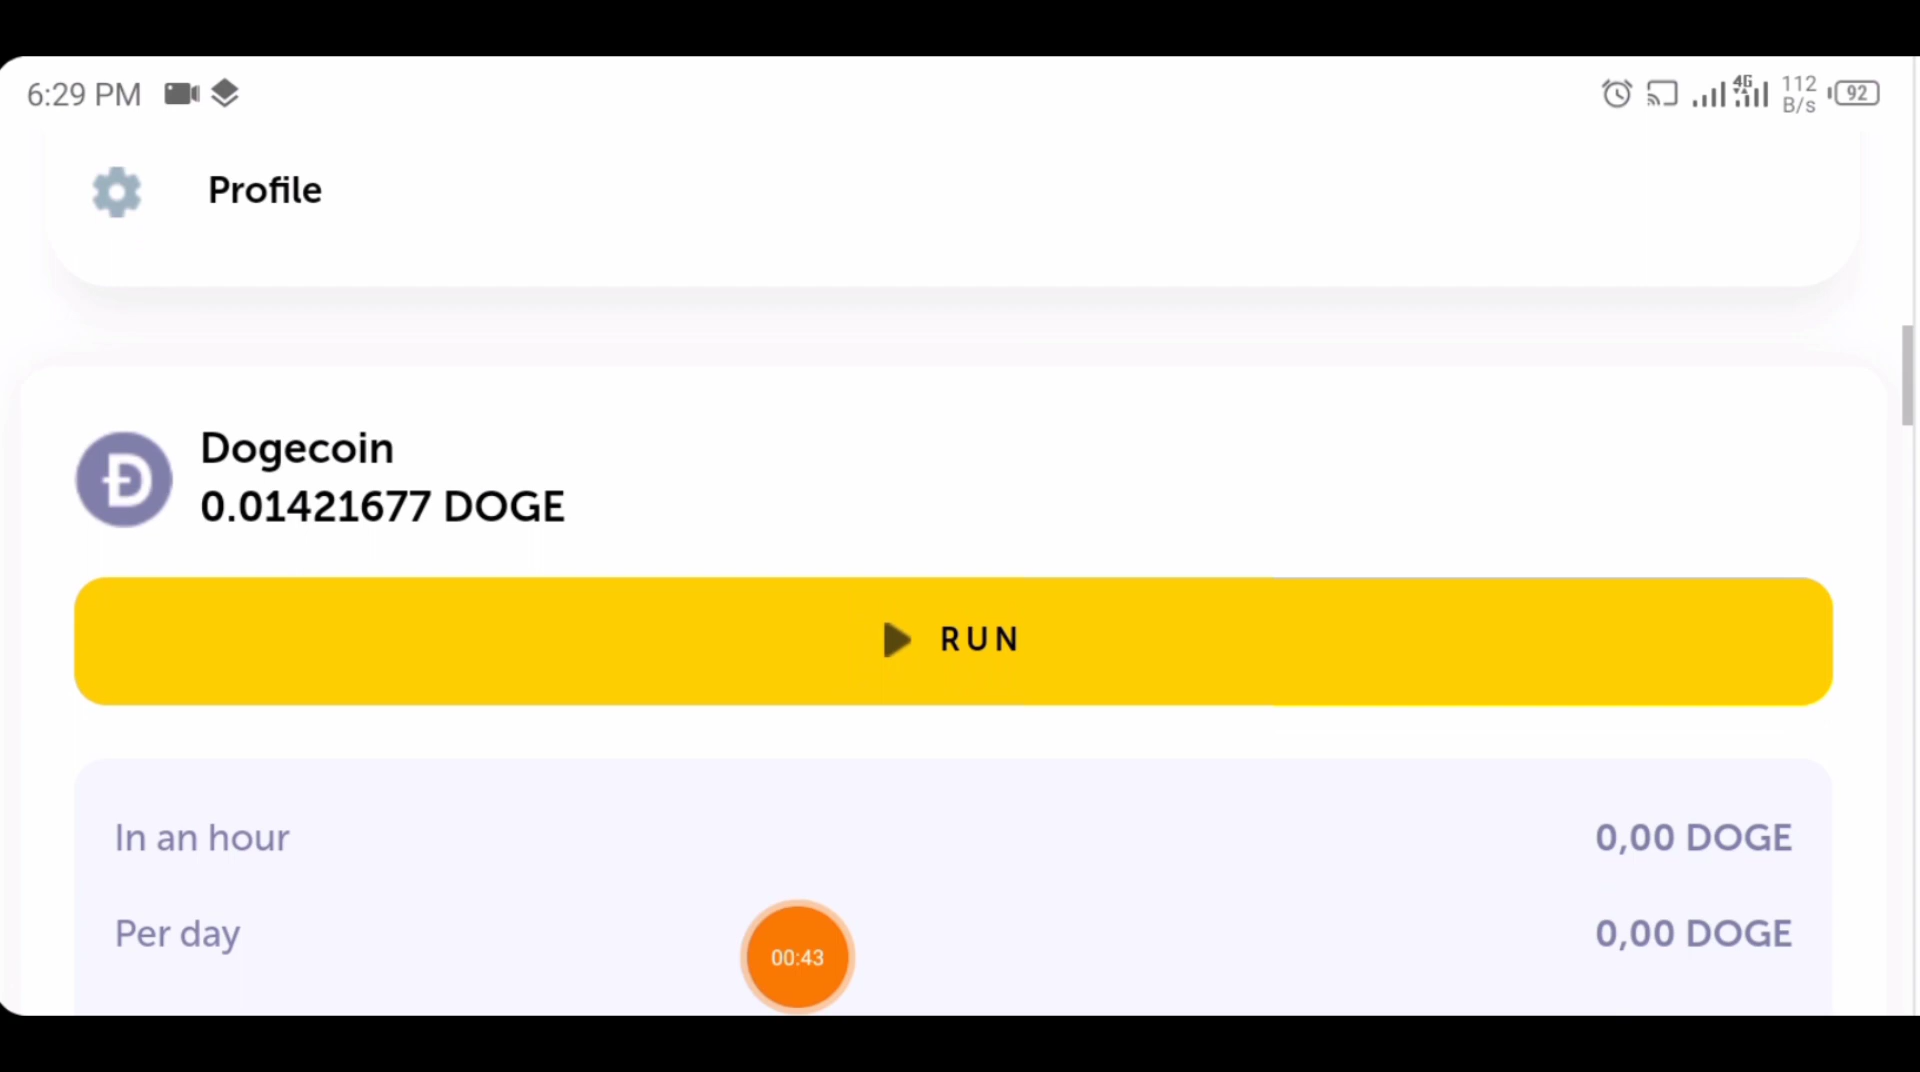 6:29 PM
4G 112 B/s 92
Profile
Dogecoin
0.01421677 DOGE
RUN
In an hour 0,00 DOGE
Per day 0,00 DOGE
00:43